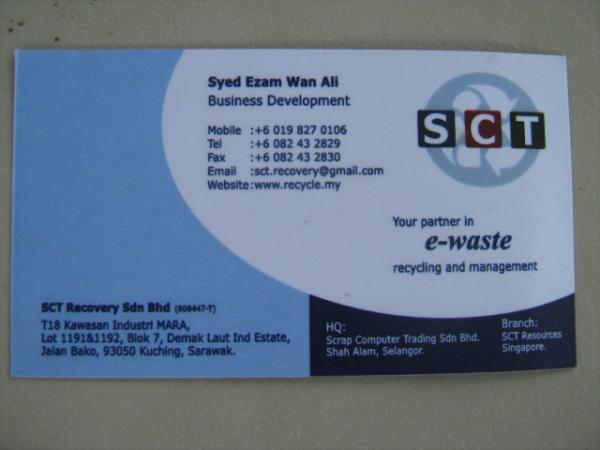 Syed Ezam Wan Ali
Business Development
Mobile :+6 019 827 0106
Tel :+6 082 43 2829
Fax :+6 082 43 2830
Email :sct.recovery@gmail.com
Website:www.recycle.my
SCT
Your partner in
e-waste
recycling and management
SCT Recovery Sdn Bhd (608447-T)
T18 Kawasan Industri MARA,
Lot 1191&1192, Blok 7, Demak Laut Ind Estate,
Jalan Bako, 93050 Kuching, Sarawak.
HQ:
Scrap Computer Trading Sdn Bhd.
Shah Alam, Selangor.
Branch:
SCT Resources
Singapore.